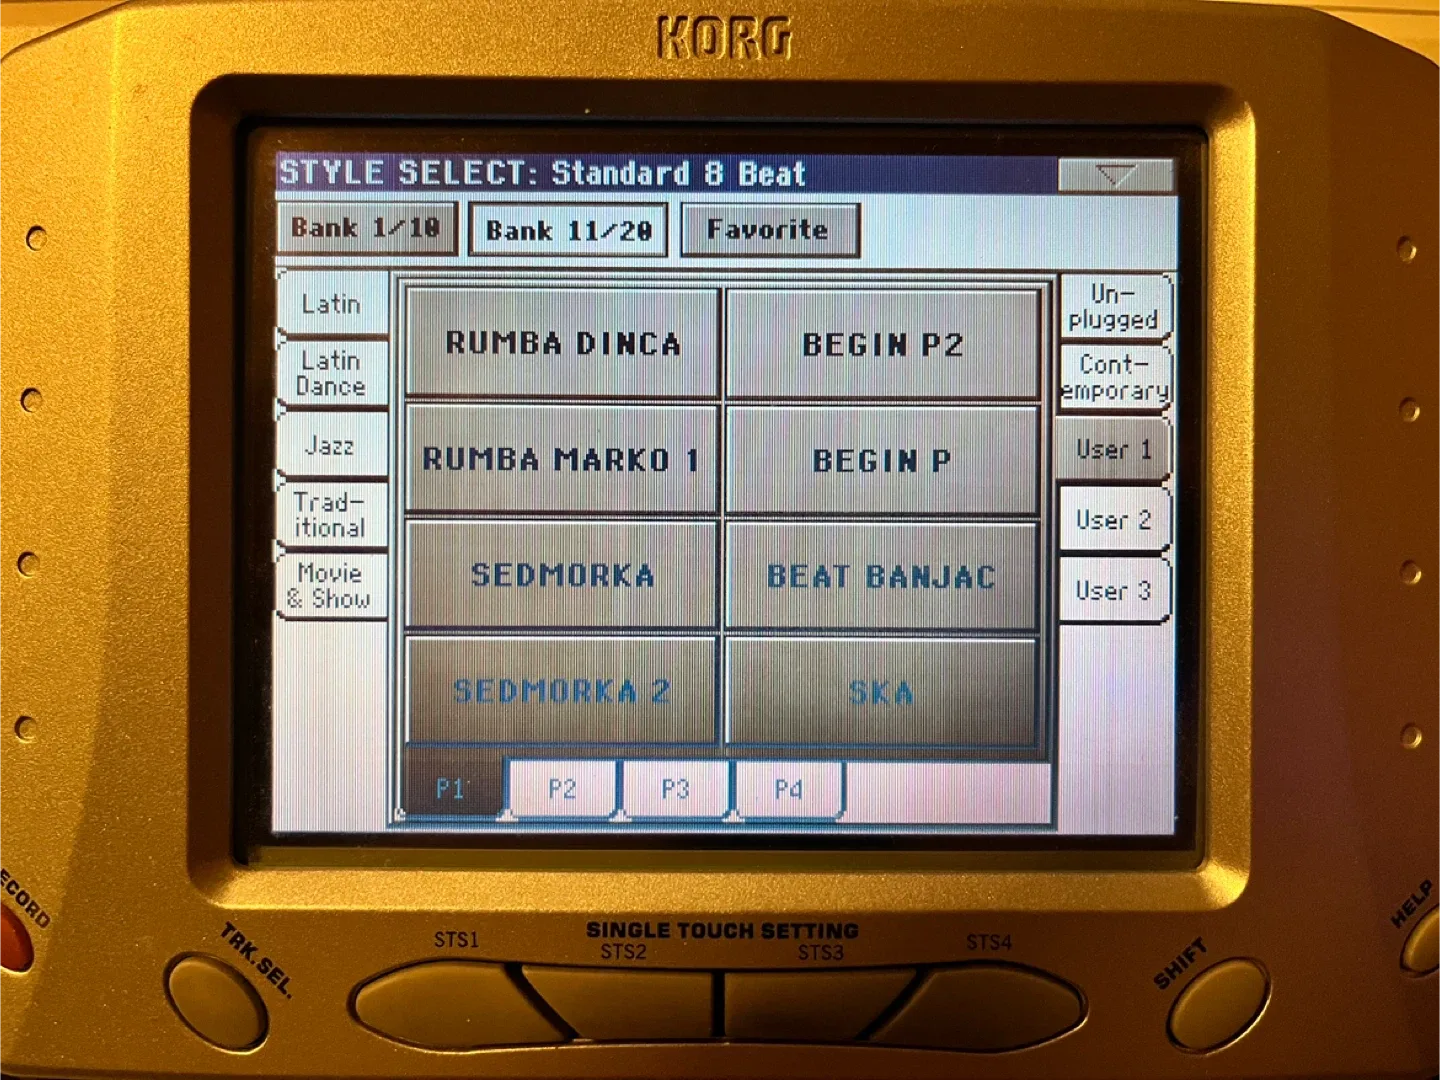 KORG
STYLE SELECT: Standard 8 Beat
Bank 1/10
Bank 11/20
Favorite
Latin
Latin
Dance
Jazz
Trad-
itional
Movie
& Show
RUMBA DINCA
BEGIN P2
RUMBA MARKO 1
BEGIN P
SEDMORKA
BEAT BANJAC
SEDMORKA 2
SKA
Un-
plugged
Cont-
emporary
User 1
User 2
User 3
P1
P2
P3
P4
ECORD
TRK.SEL.
SINGLE TOUCH SETTING
STS1
STS2
STS3
STS4
SHIFT
HELP